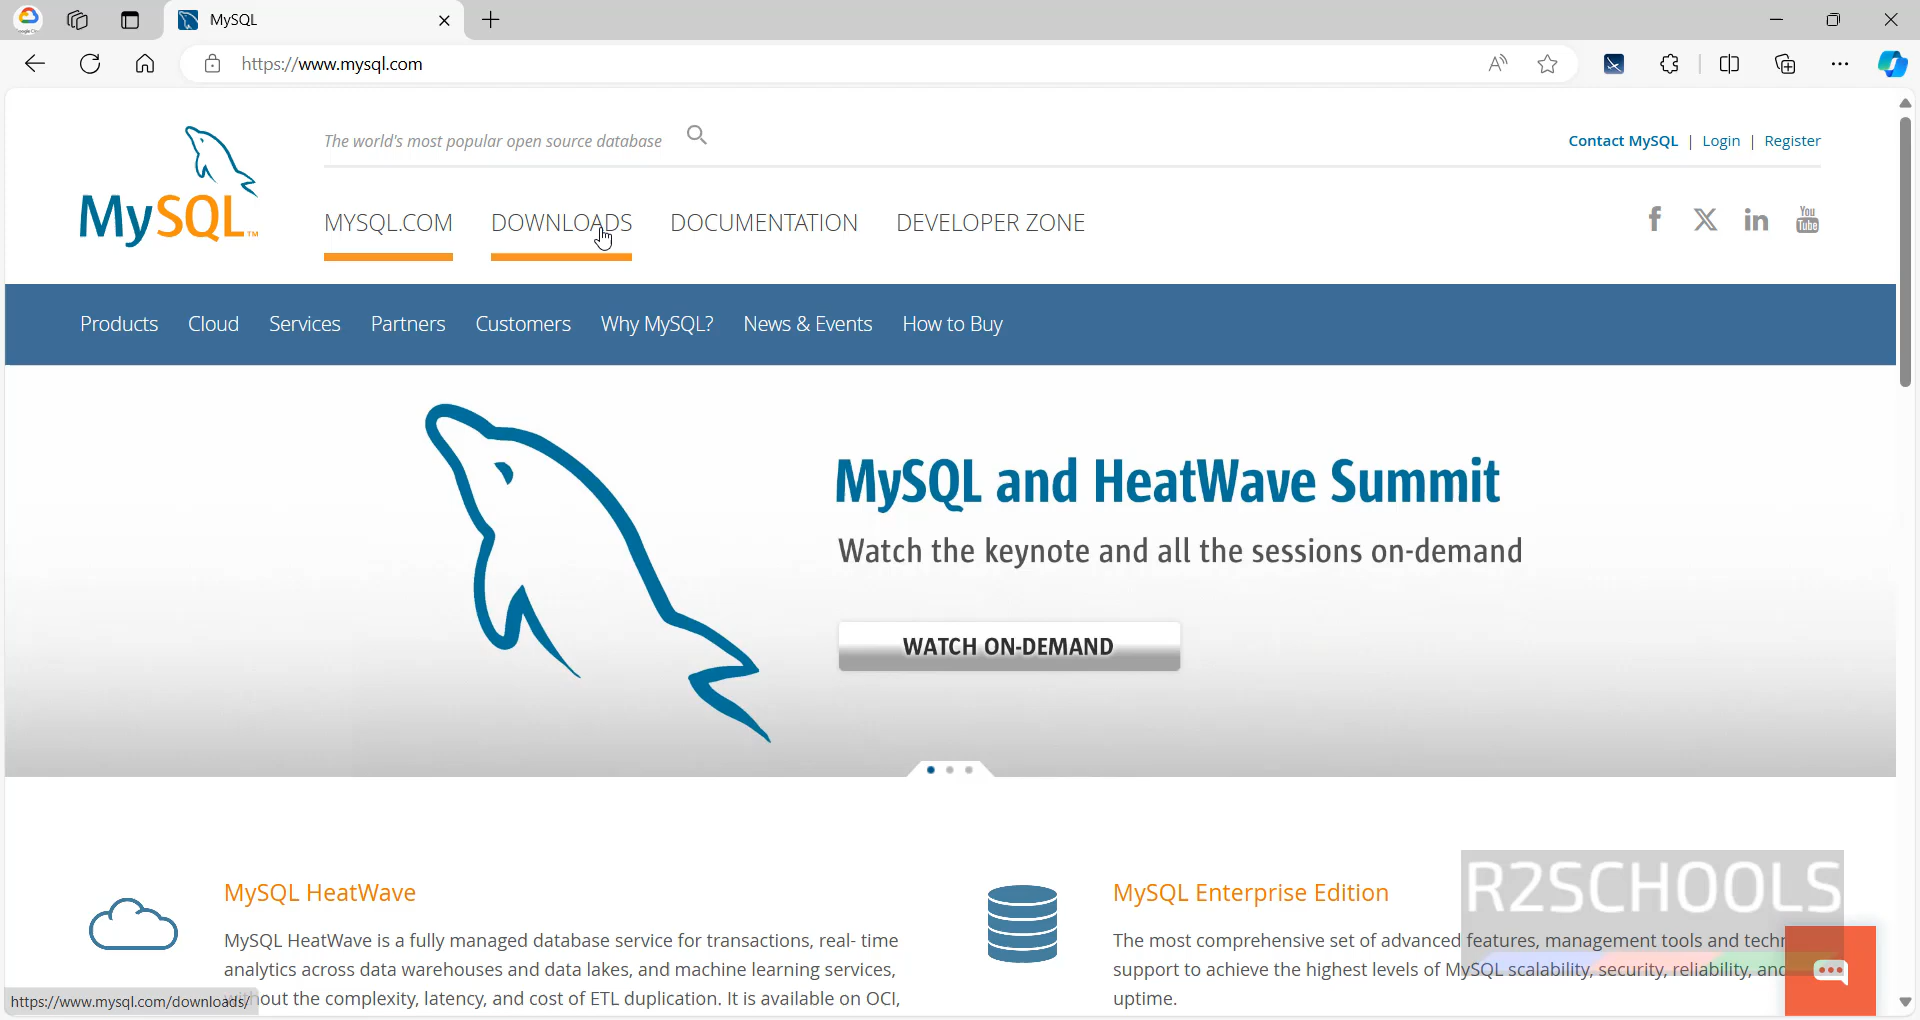 MySQL
https://www.mysql.com
The world's most popular open source database
Contact MySQL | Login | Register
MySQL™
MYSQL.COM DOWNLOADS DOCUMENTATION DEVELOPER ZONE
You Tube
Products Cloud Services Partners Customers Why MySQL? News & Events How to Buy
MySQL and HeatWave Summit
Watch the keynote and all the sessions on-demand
WATCH ON-DEMAND
MySQL HeatWave
MySQL HeatWave is a fully managed database service for transactions, real- time
analytics across data warehouses and data lakes, and machine learning services,
out the complexity, latency, and cost of ETL duplication. It is available on OCI,
MySQL Enterprise Edition
The most comprehensive set of advanced features, management tools and
support to achieve the highest levels of MySQL scalability, security, reliability, and
uptime.
R2SCHOOLS
https://www.mysql.com/downloads/